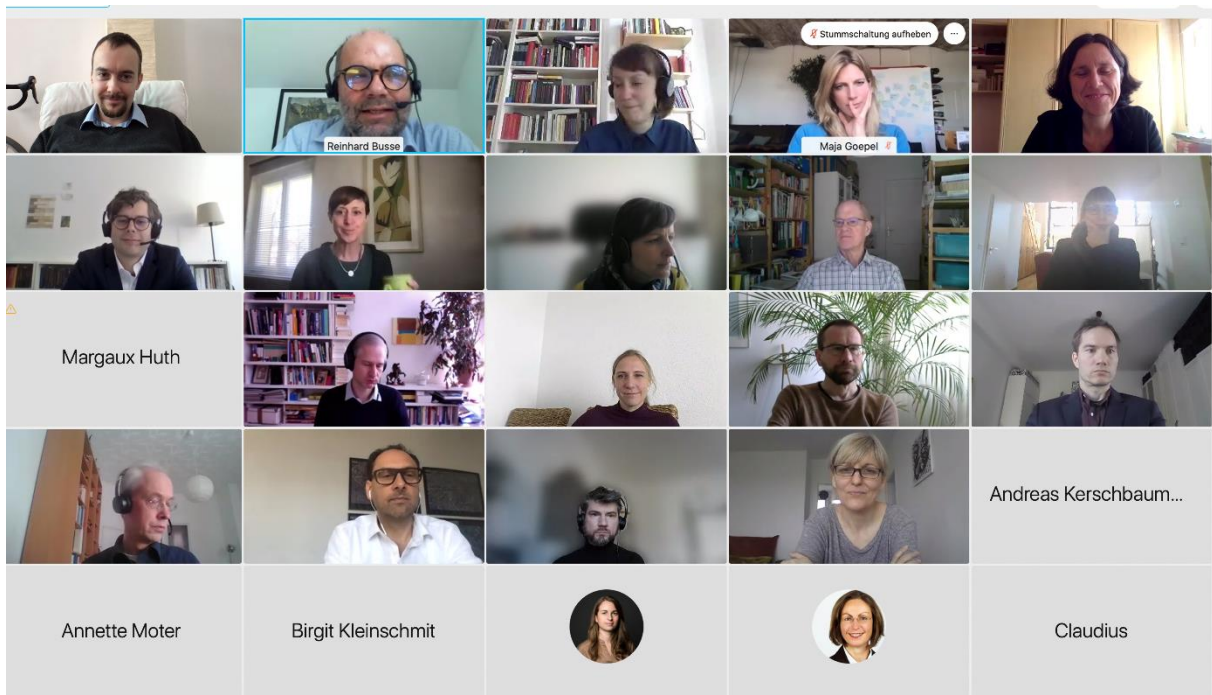 Stummschaltung aufheben
Reinhard Busse
Maja Goepel
Margaux Huth
Andreas Kerschbaum...
Annette Moter
Birgit Kleinschmit
Claudius